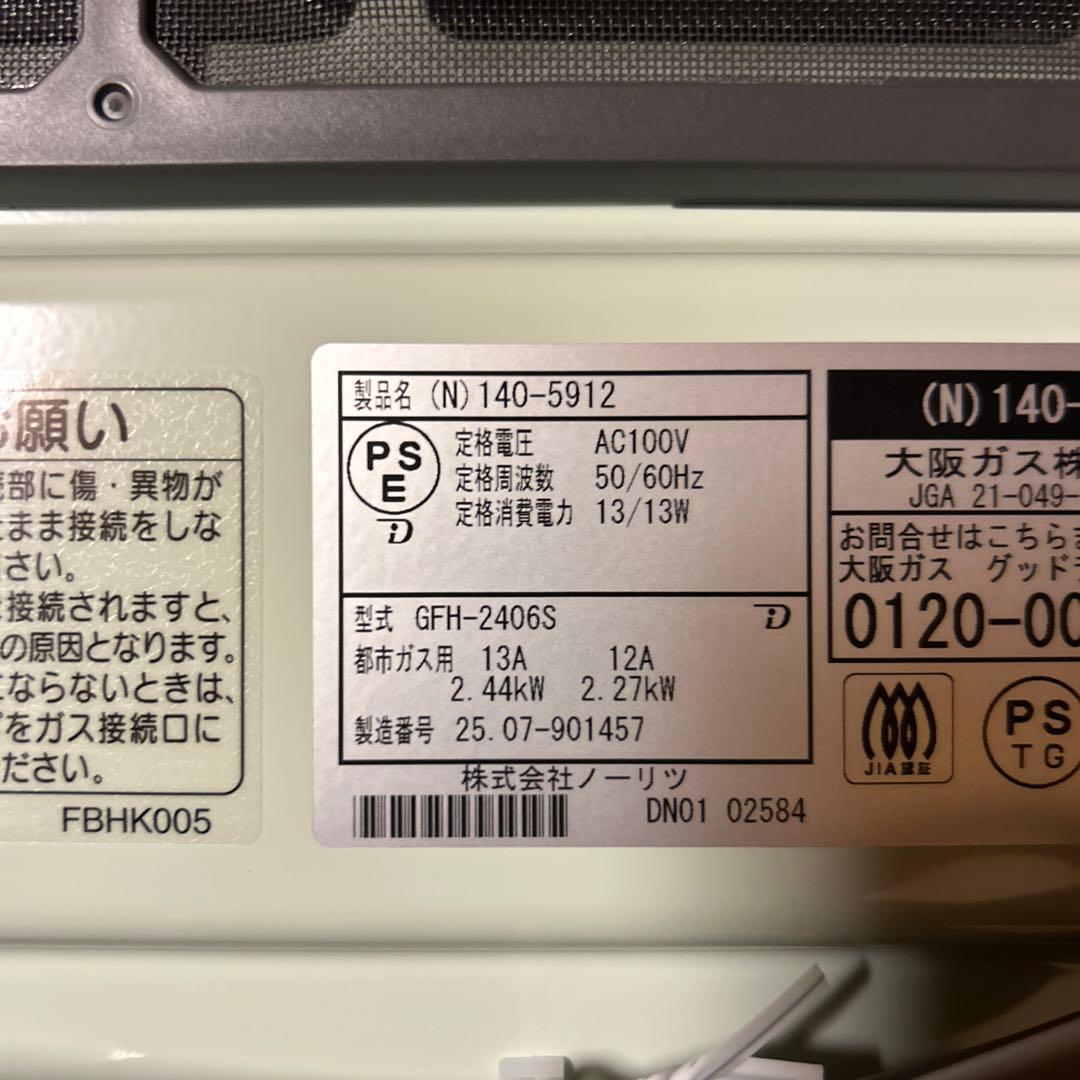 お願い
部に傷・異物が
まま接続をしな
さい。
接続されますと、
の原因となります。
にならないときは、
をガス接続口に
ださい。
FBHK005
製品名 (N)140-5912
PS
E
定格電圧 AC100V
定格周波数 50/60Hz
定格消費電力 13/13W
型式 GFH-2406S
都市ガス用 13A 12A
2.44kW 2.27kW
製造番号 25.07-901457
株式会社ノーリツ
DN01 02584
(N)140-
大阪ガス株
JGA 21-049-
お問合せはこちらま
大阪ガス グッドラ
0120-00
JIA認証
PS
TG